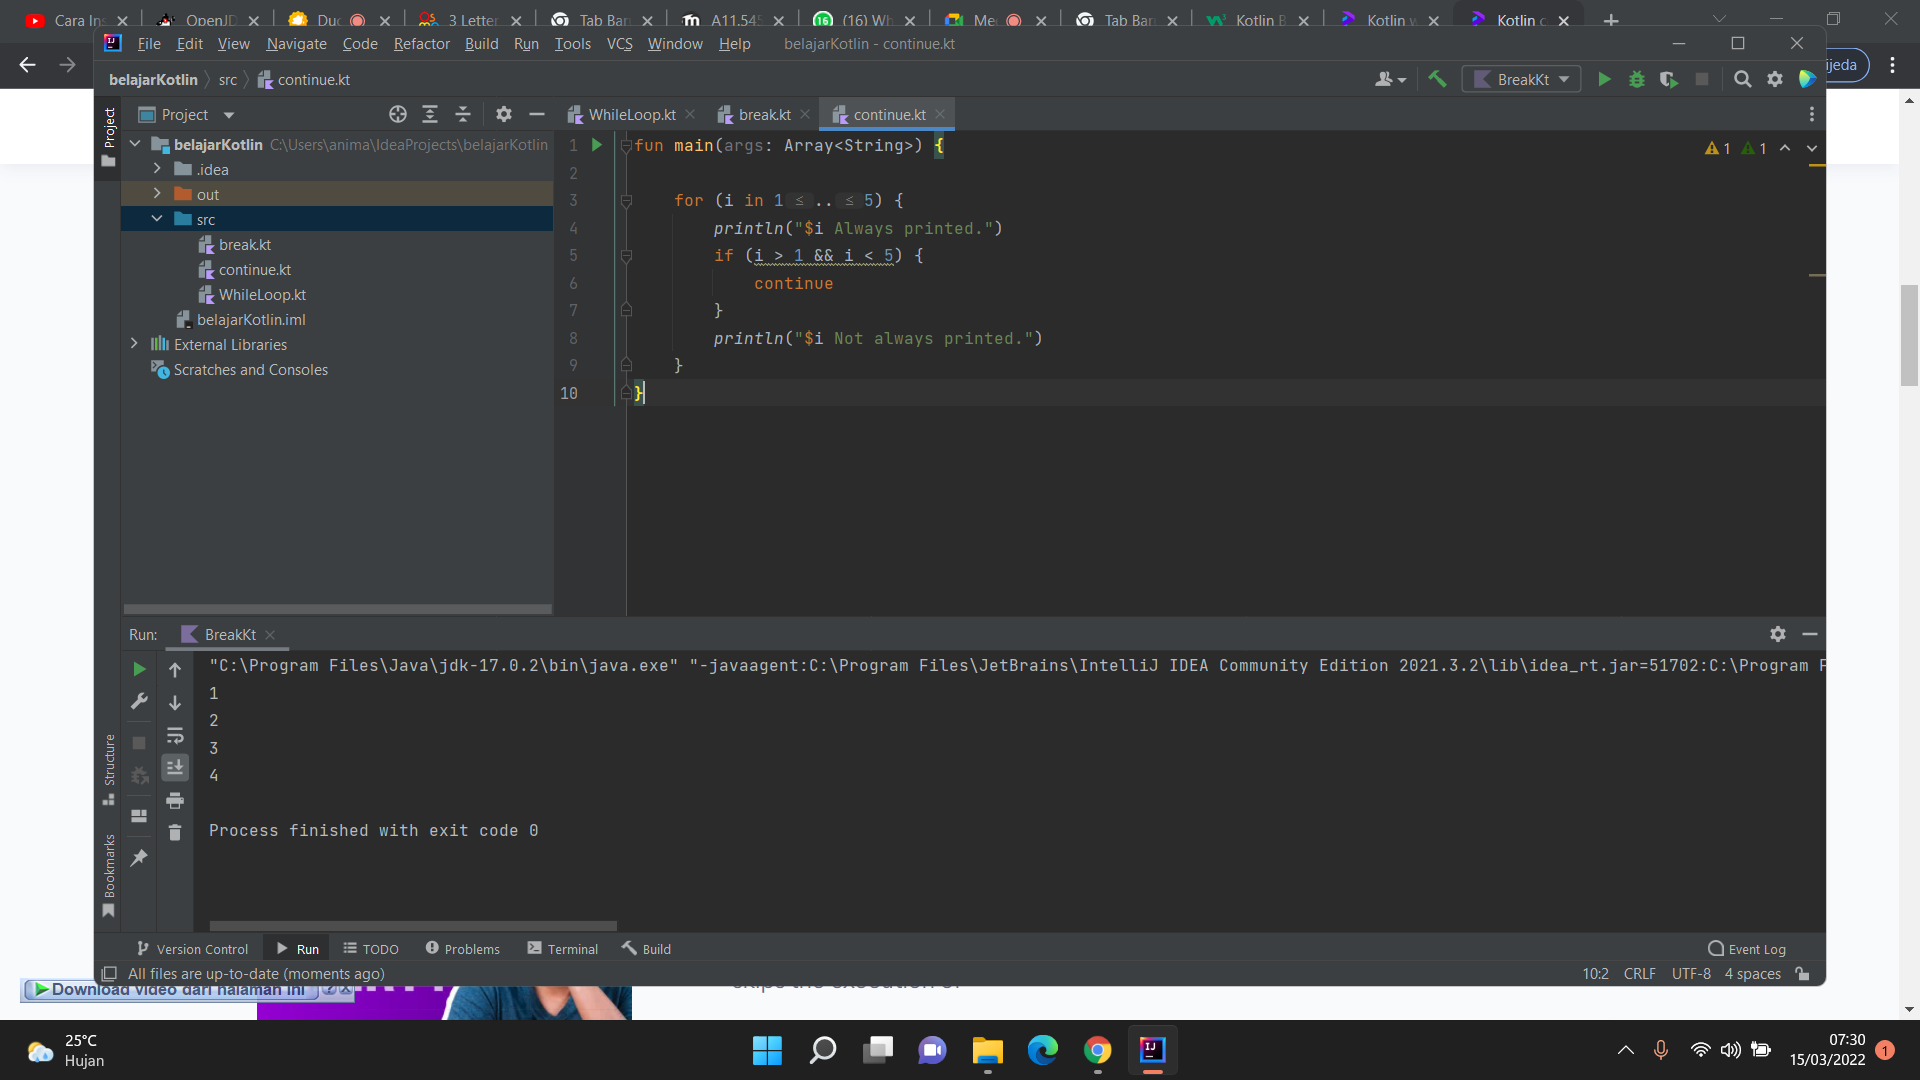 Cara Ins
OpenJD
Duo
3 Letter
Tab Baru
A11.545
(16) Wh
Mee
Tab Baru
Kotlin B
Kotlin w
Kotlin c
File Edit View Navigate Code Refactor Build Run Tools VCS Window Help belajarKotlin - continue.kt
belajarKotlin src continue.kt
BreakKt
ijeda
Project
Project
WhileLoop.kt
break.kt
continue.kt
belajarKotlin C:\Users\anima\IdeaProjects\belajarKotlin
.idea
out
src
break.kt
continue.kt
WhileLoop.kt
belajarKotlin.iml
External Libraries
Scratches and Consoles
1 fun main(args: Array<String>) {
2
3 for (i in 1 ≤ .. ≤ 5) {
4 println("$i Always printed.")
5 if (i > 1 && i < 5) {
6 continue
7 }
8 println("$i Not always printed.")
9 }
10 }
1 1
Run: BreakKt
"C:\Program Files\Java\jdk-17.0.2\bin\java.exe" "-javaagent:C:\Program Files\JetBrains\IntelliJ IDEA Community Edition 2021.3.2\lib\idea_rt.jar=51702:C:\Program F
1
2
3
4
Process finished with exit code 0
Structure
Bookmarks
Version Control Run TODO Problems Terminal Build Event Log
All files are up-to-date (moments ago) 10:2 CRLF UTF-8 4 spaces
Download video dari halaman ini
skips the execution of
25°C
Hujan
07:30
15/03/2022
1